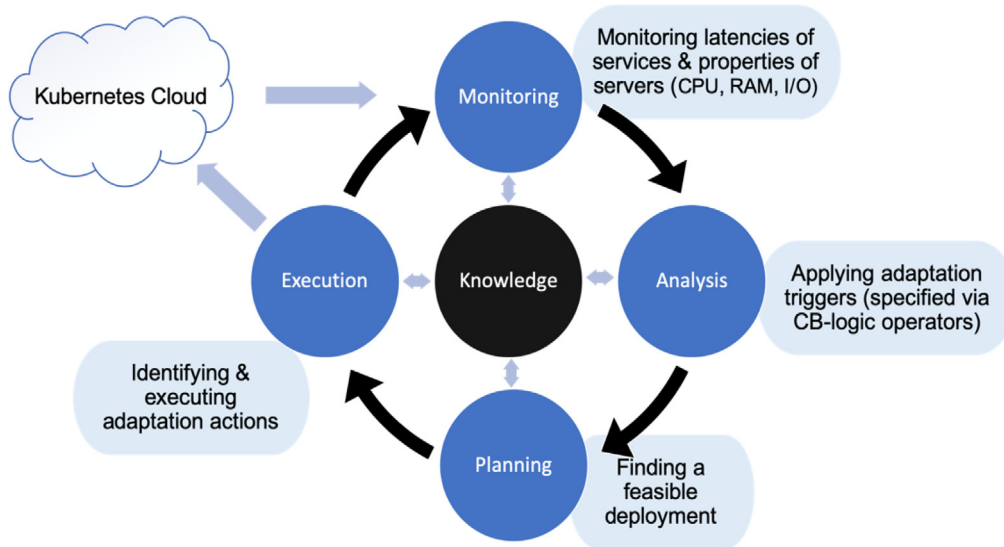 Kubernetes Cloud
Monitoring
Monitoring latencies of
services & properties of
servers (CPU, RAM, I/O)
Execution
Knowledge
Analysis
Applying adaptation
triggers (specified via
CB-logic operators)
Identifying &
executing
adaptation actions
Planning
Finding a
feasible
deployment